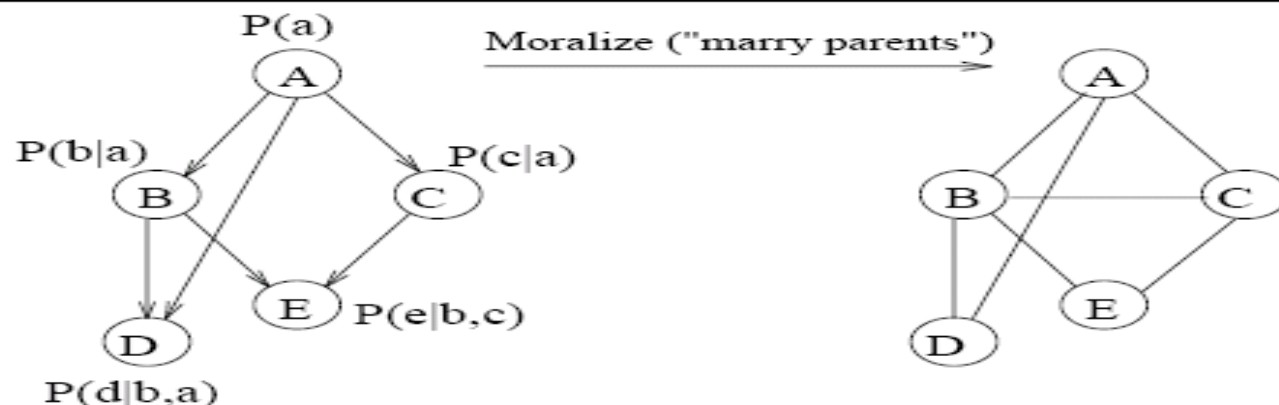 P(a)
Moralize ("marry parents")
A
A
P(b|a)
P(c|a)
B
C
B
C
E
P(e|b,c)
E
D
D
P(d|b,a)